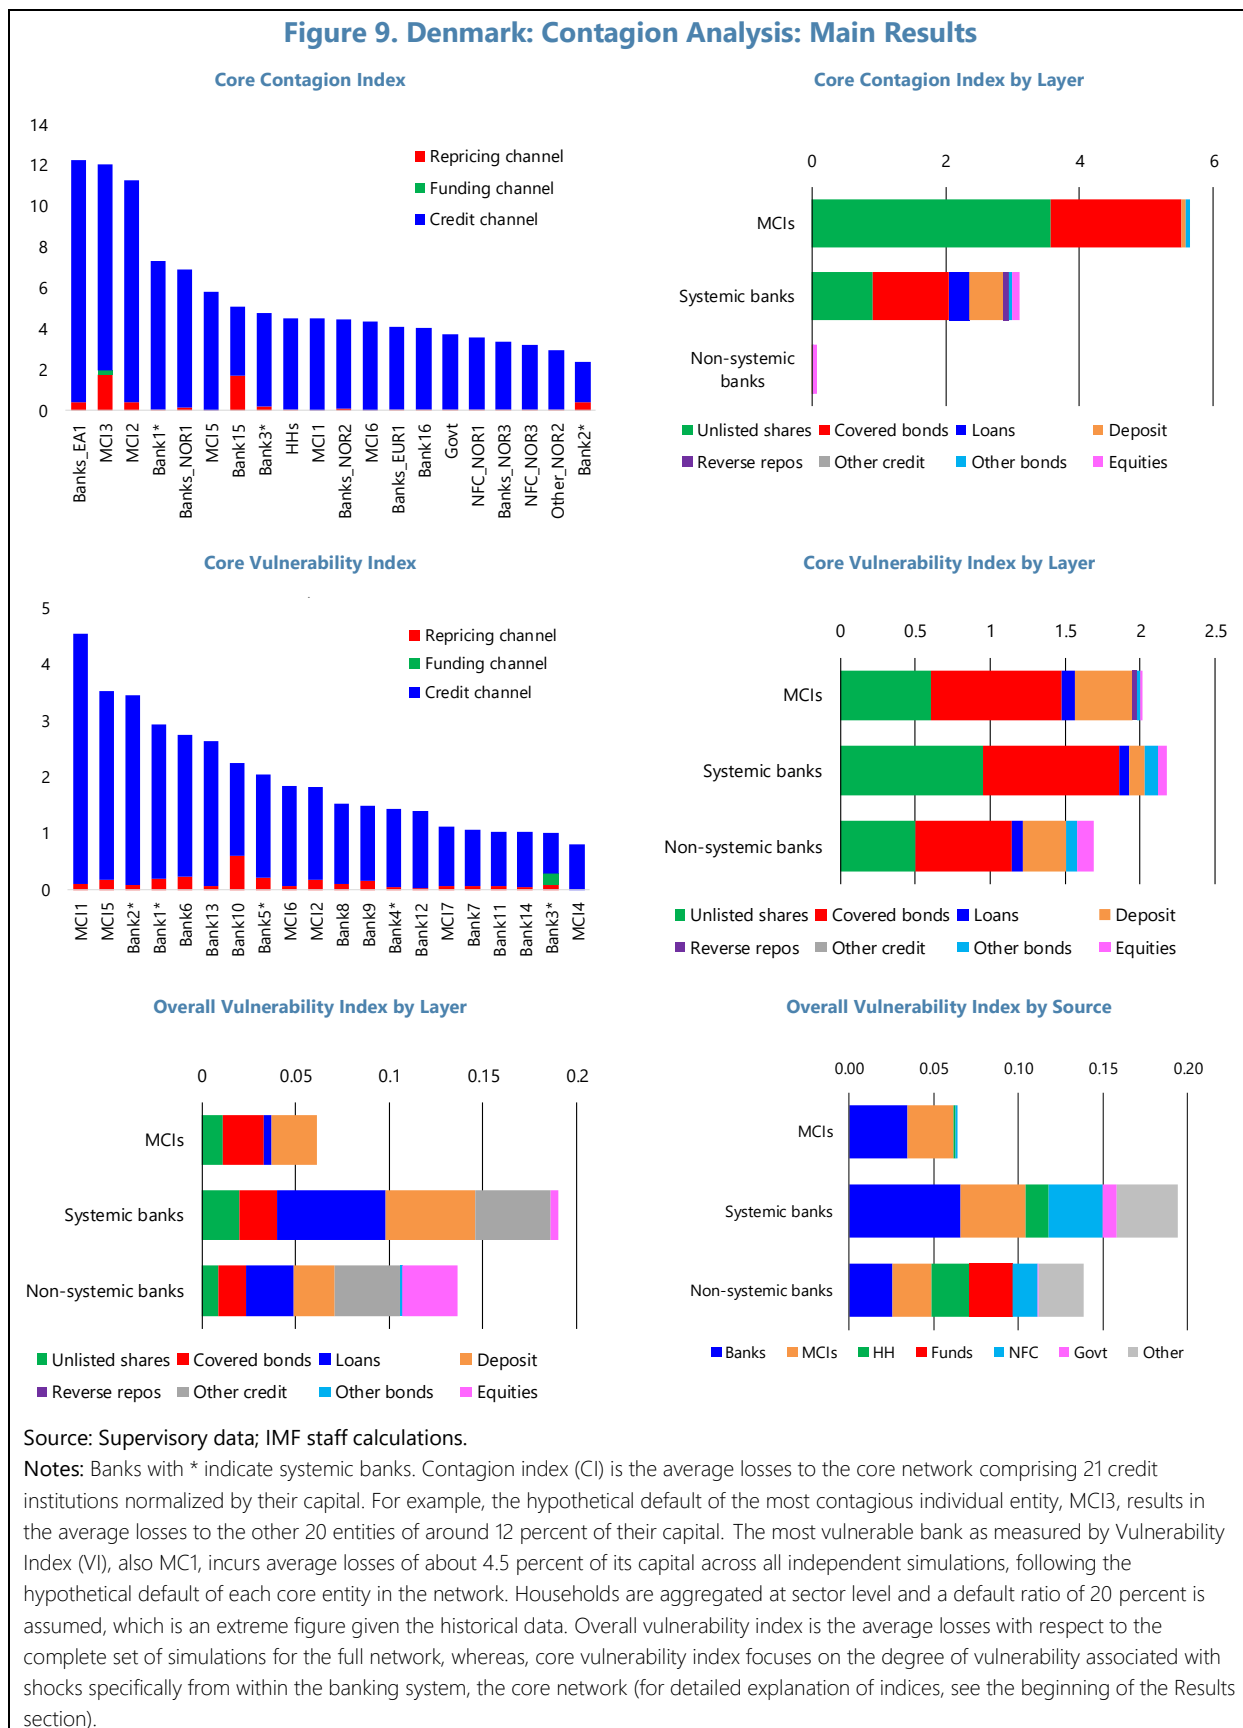 Figure 9. Denmark: Contagion Analysis: Main Results
Core Contagion Index
14
12
10
8
6
4
2
0
Repricing channel
Funding channel
Credit channel
Banks_EA1
MCI3
MCI2
Bank1*
Banks_NOR1
MCI5
Bank15
Bank3*
HHs
MCI1
Banks_NOR2
MCI6
Banks_EUR1
Bank16
Govt
NFC_NOR1
Banks_NOR3
NFC_NOR3
Other_NOR2
Bank2*
Core Contagion Index by Layer
0 2 4 6
MCIs
Systemic banks
Non-systemic
banks
Unlisted shares Covered bonds Loans Deposit
Reverse repos Other credit Other bonds Equities
Core Vulnerability Index
5
4
3
2
1
0
Repricing channel
Funding channel
Credit channel
MCI1
MCI5
Bank2*
Bank1*
Bank6
Bank13
Bank10
Bank5*
MCI6
MCI2
Bank8
Bank9
Bank4*
Bank12
MCI7
Bank7
Bank11
Bank14
Bank3*
MCI4
Core Vulnerability Index by Layer
0 0.5 1 1.5 2 2.5
MCIs
Systemic banks
Non-systemic banks
Unlisted shares Covered bonds Loans Deposit
Reverse repos Other credit Other bonds Equities
Overall Vulnerability Index by Layer
0 0.05 0.1 0.15 0.2
MCIs
Systemic banks
Non-systemic banks
Unlisted shares Covered bonds Loans Deposit
Reverse repos Other credit Other bonds Equities
Overall Vulnerability Index by Source
0.00 0.05 0.10 0.15 0.20
MCIs
Systemic banks
Non-systemic banks
Banks MCIs HH Funds NFC Govt Other
Source: Supervisory data; IMF staff calculations.
Notes: Banks with * indicate systemic banks. Contagion index (CI) is the average losses to the core network comprising 21 credit
institutions normalized by their capital. For example, the hypothetical default of the most contagious individual entity, MCI3, results in
the average losses to the other 20 entities of around 12 percent of their capital. The most vulnerable bank as measured by Vulnerability
Index (VI), also MC1, incurs average losses of about 4.5 percent of its capital across all independent simulations, following the
hypothetical default of each core entity in the network. Households are aggregated at sector level and a default ratio of 20 percent is
assumed, which is an extreme figure given the historical data. Overall vulnerability index is the average losses with respect to the
complete set of simulations for the full network, whereas, core vulnerability index focuses on the degree of vulnerability associated with
shocks specifically from within the banking system, the core network (for detailed explanation of indices, see the beginning of the Results
section).